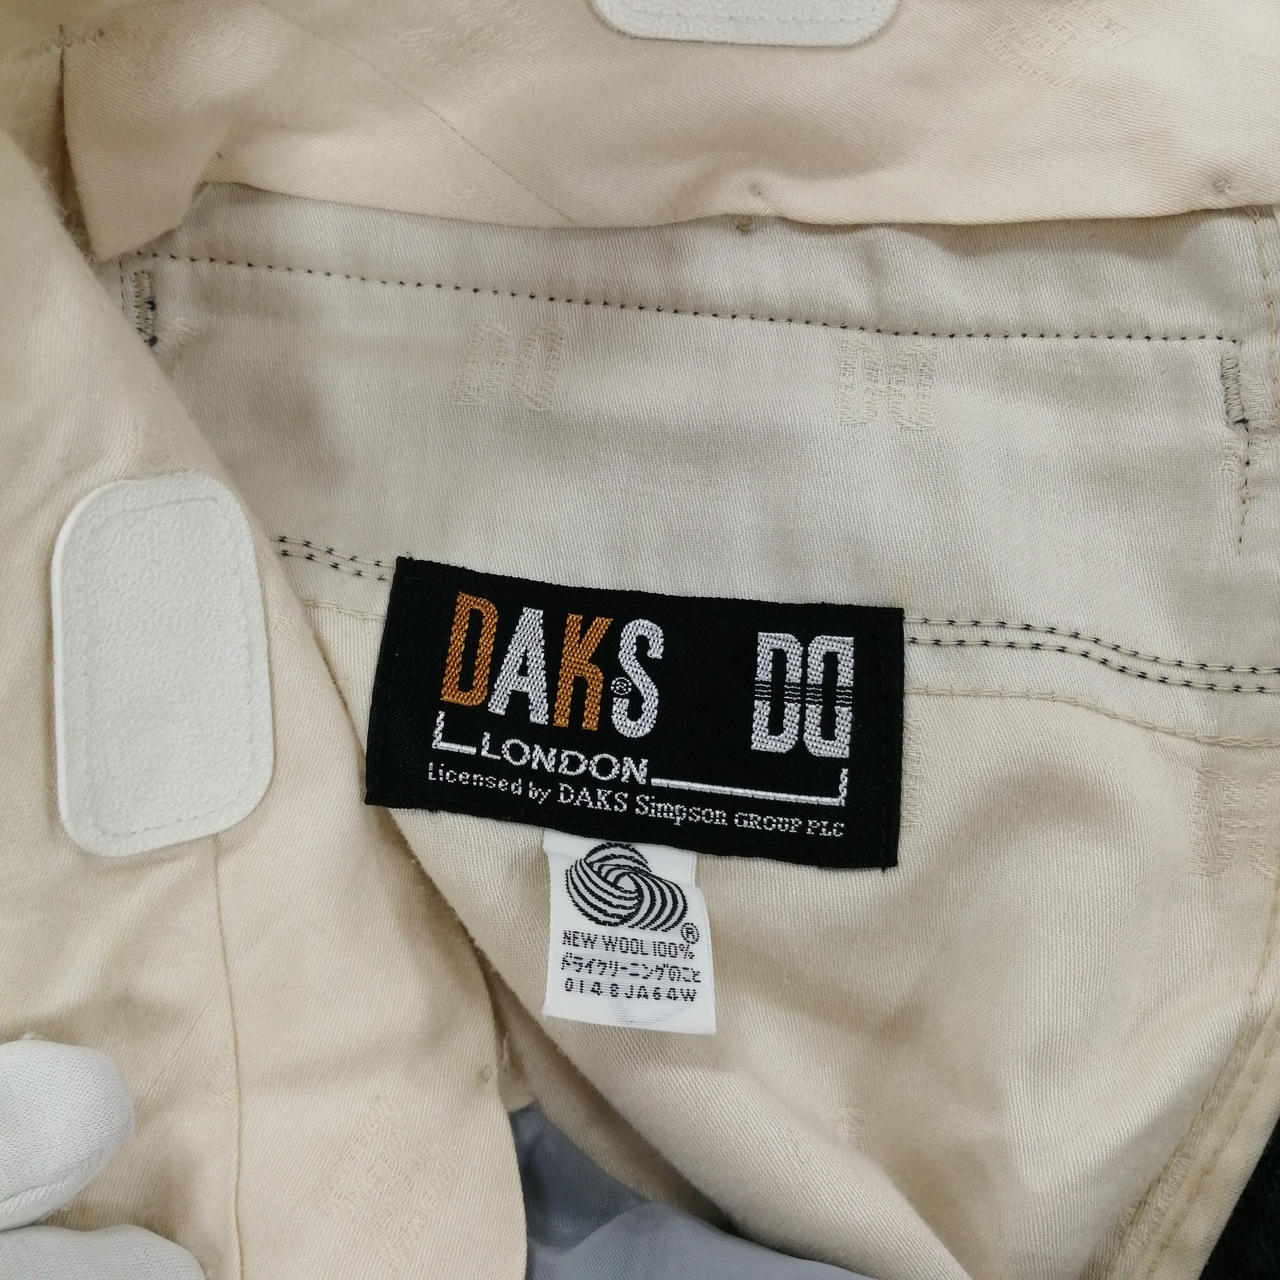 DAKS® DD
LONDON
Licensed by DAKS Simpson GROUP PLC
®
NEW WOOL 100%
ドライクリーニングのこと
0148JA64W